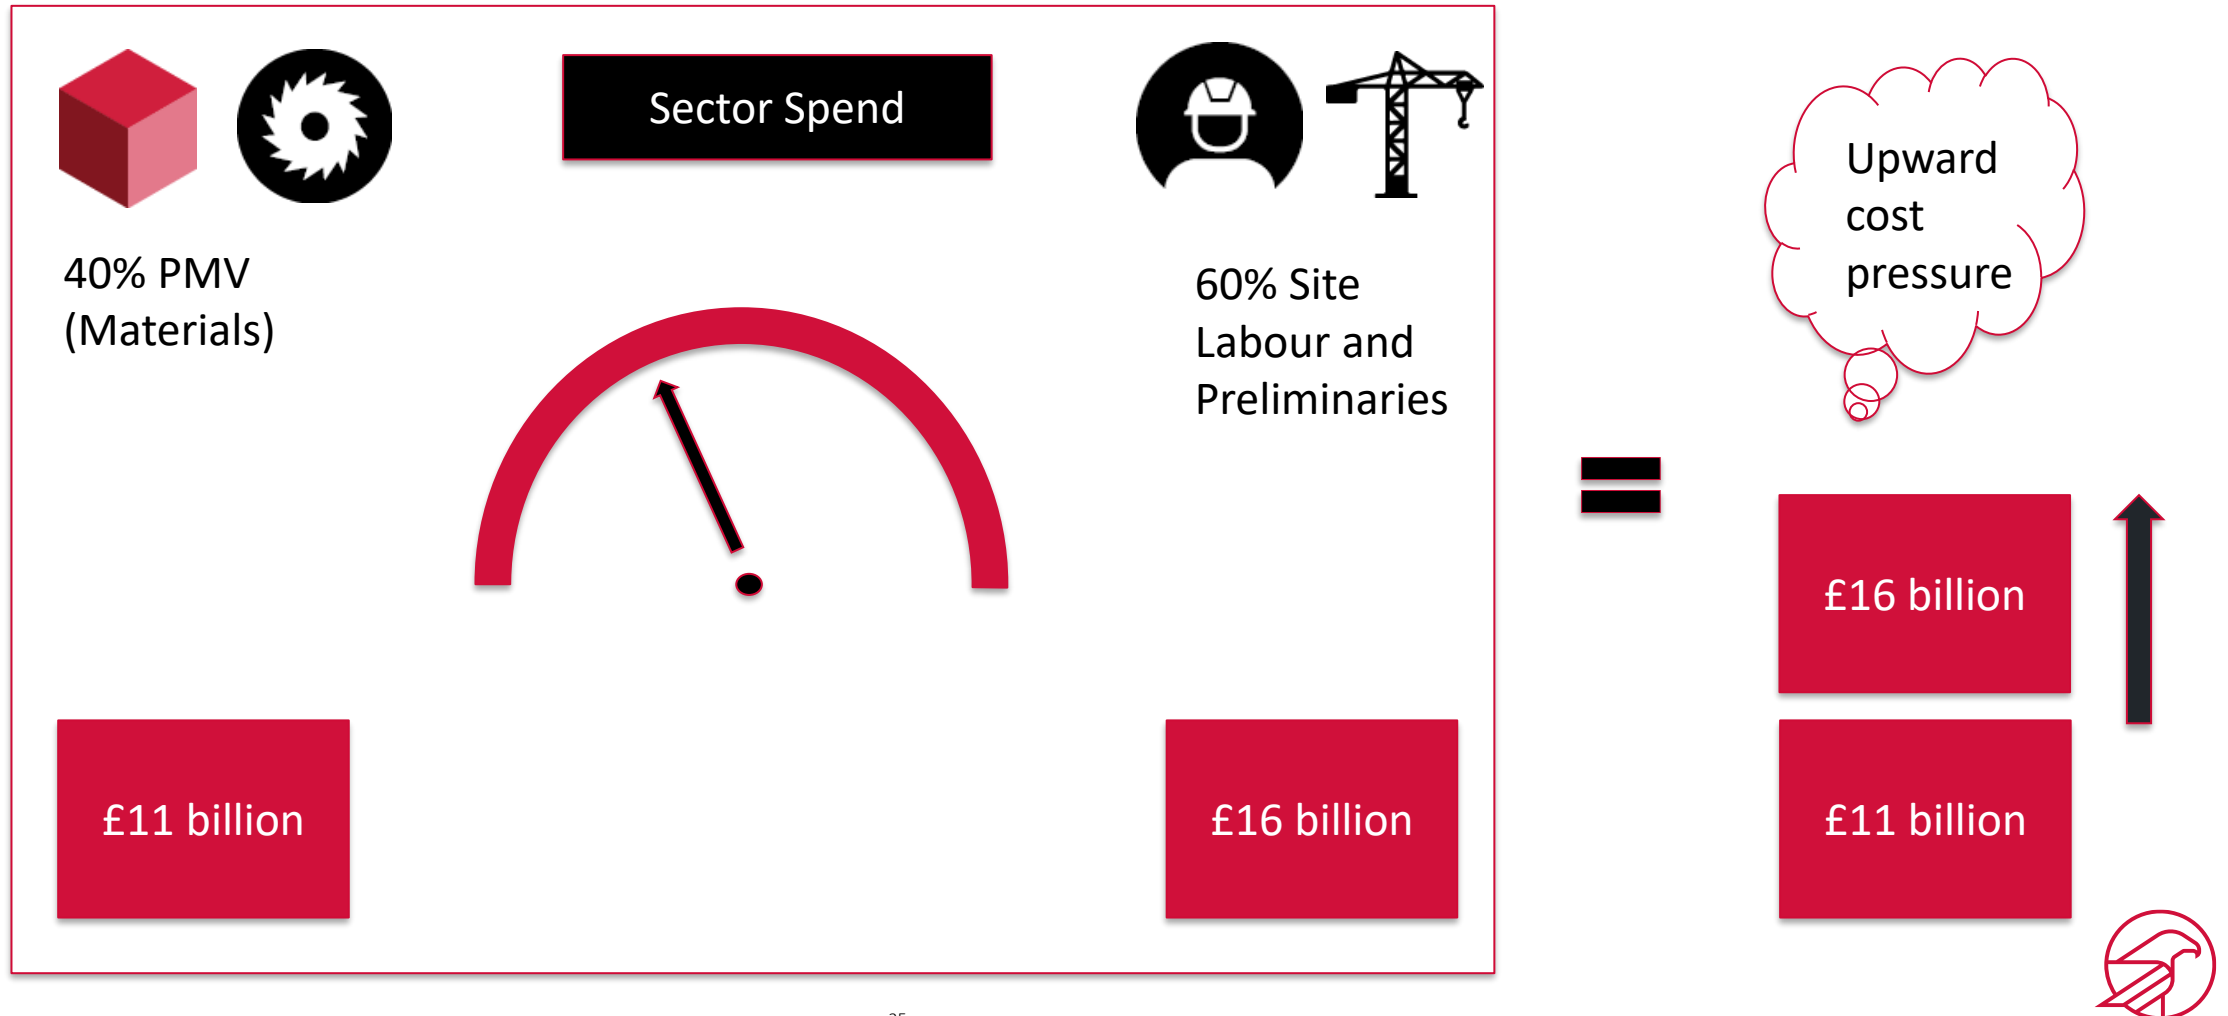 Sector Spend
40% PMV
(Materials)
60% Site
Labour and
Preliminaries
£11 billion
£16 billion
Upward
cost
pressure
£16 billion
£11 billion